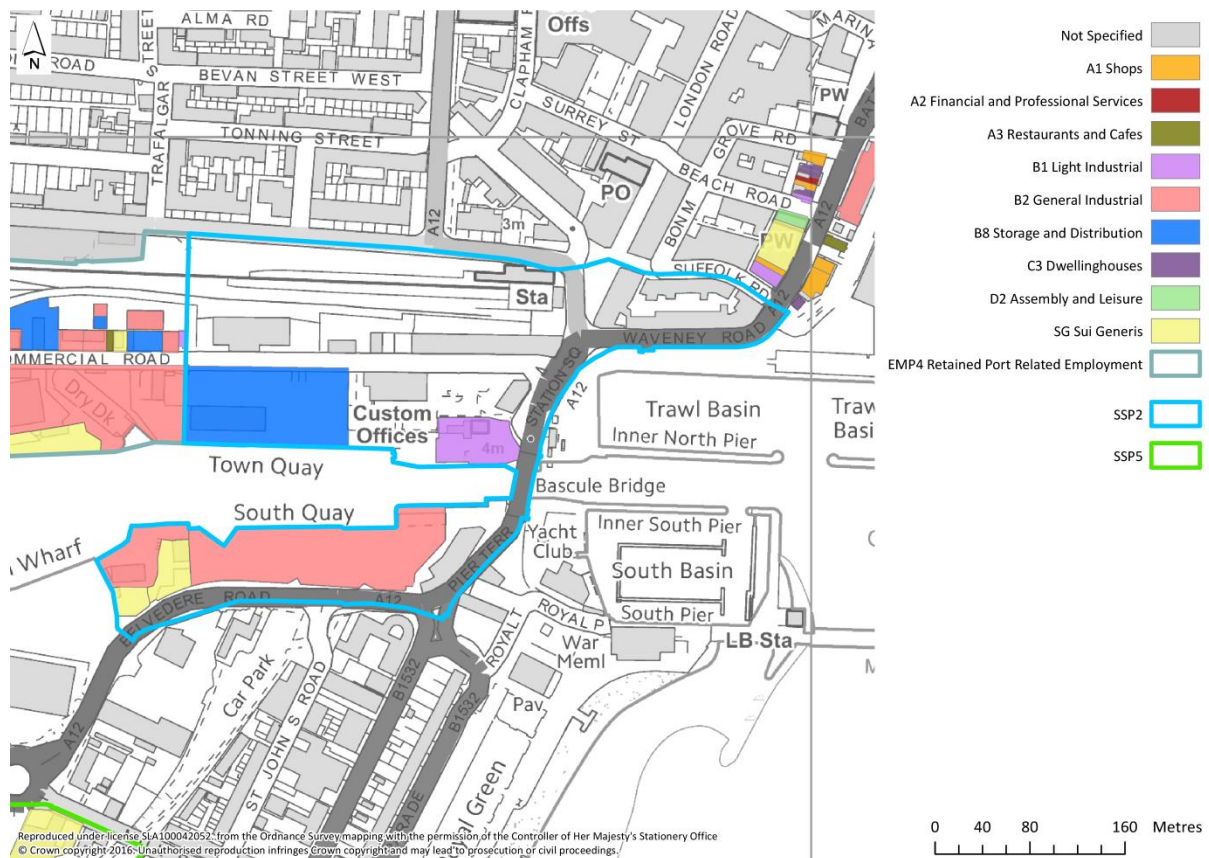 ALMA RD
Offs
ROAD
BEVAN STREET WEST
TRAFALGAR STREET
CLAPHAM
LONDON ROAD
MARINA
N
TONNING STREET
SURREY ST
GROVE RD
PW
PO
BEACH ROAD
A12
3m
BON M
PW
A12
SUFFOLK RD
Sta
A12
WAVENEY ROAD
OMMERCIAL ROAD
STATION SQ
A12
Dry Dk
Custom
Offices
4m
Trawl Basin
Inner North Pier
Traw
Basi
Town Quay
Bascule Bridge
South Quay
Wharf
Yacht
Club
Inner South Pier
South Basin
South Pier
PIER TERR
BELVEDERE ROAD
A12
ROYAL T
ROYAL P
War
Meml
LB Sta
Car Park
ST JOHN S ROAD
B1532
B1532
Pav
A12
RADE
yal Green
Reproduced under license SLA100042052, from the Ordnance Survey mapping with the permission of the Controller of Her Majesty's Stationery Office
© Crown copyright 2016. Unauthorised reproduction infringes Crown copyright and may lead to prosecution or civil proceedings.
Not Specified
A1 Shops
A2 Financial and Professional Services
A3 Restaurants and Cafes
B1 Light Industrial
B2 General Industrial
B8 Storage and Distribution
C3 Dwellinghouses
D2 Assembly and Leisure
SG Sui Generis
EMP4 Retained Port Related Employment
SSP2
SSP5
0 40 80 160 Metres